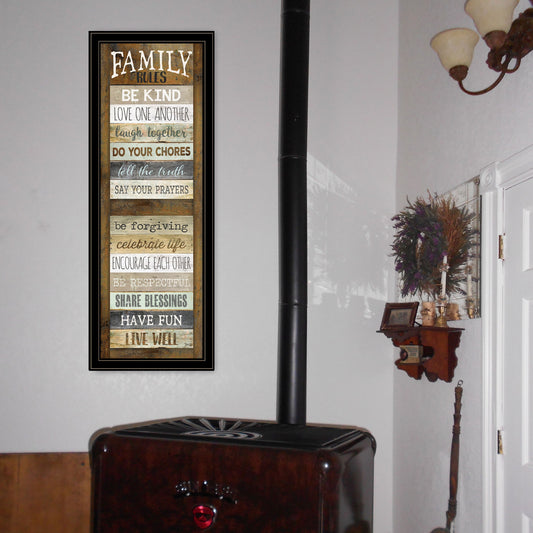 FAMILY
RULES
BE KIND
LOVE ONE ANOTHER
laugh together
DO YOUR CHORES
tell the truth
SAY YOUR PRAYERS
be forgiving
celebrate life
ENCOURAGE EACH OTHER
BE RESPECTFUL
SHARE BLESSINGS
HAVE FUN
LIVE WELL